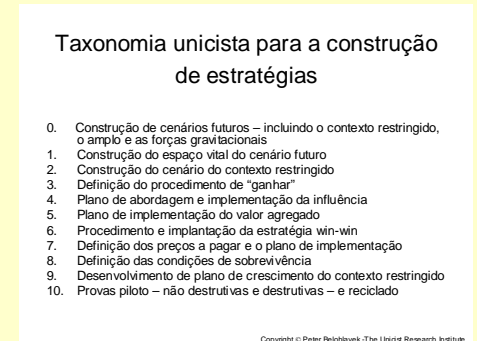 Taxonomia unicista para a construção
de estratégias
0. Construção de cenários futuros – incluindo o contexto restringido,
o amplo e as forças gravitacionais
1. Construção do espaço vital do cenário futuro
2. Construção do cenário do contexto restringido
3. Definição do procedimento de “ganhar”
4. Plano de abordagem e implementação da influência
5. Plano de implementação do valor agregado
6. Procedimento e implantação da estratégia win-win
7. Definição dos preços a pagar e o plano de implementação
8. Definição das condições de sobrevivência
9. Desenvolvimento de plano de crescimento do contexto restringido
10. Provas piloto – não destrutivas e destrutivas – e reciclado
Copyright © Peter Belohlavek -The Unicist Research Institute